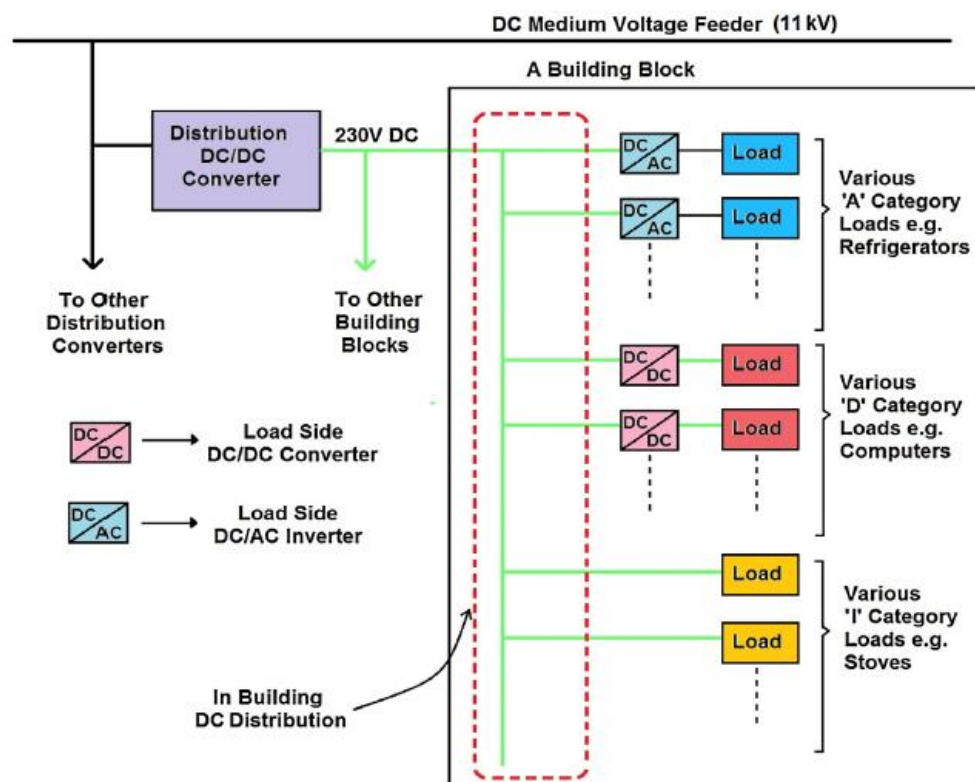 DC Medium Voltage Feeder (11kV)
A Building Block
Distribution
DC/DC
Converter
230V DC
DC
AC
Load
DC
AC
Load
Various
'A' Category
Loads e.g.
Refrigerators
To Other
Distribution
Converters
To Other
Building
Blocks
DC
DC
Load
DC
DC
Load
Various
'D' Category
Loads e.g.
Computers
DC
DC
Load Side
DC/DC Converter
DC
AC
Load Side
DC/AC Inverter
Load
Load
Various
'I' Category
Loads e.g.
Stoves
In Building
DC Distribution